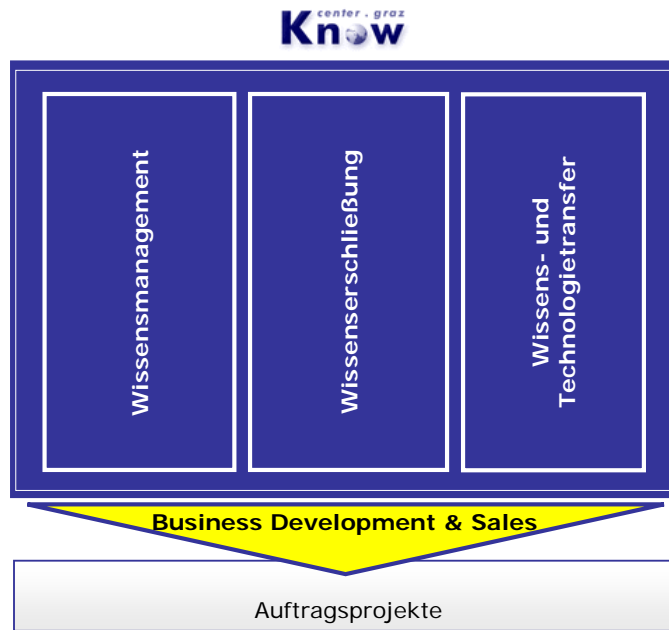 center . graz
Know
Wissensmanagement
Wissenserschließung
Wissens- und
Technologietransfer
Business Development & Sales
Auftragsprojekte